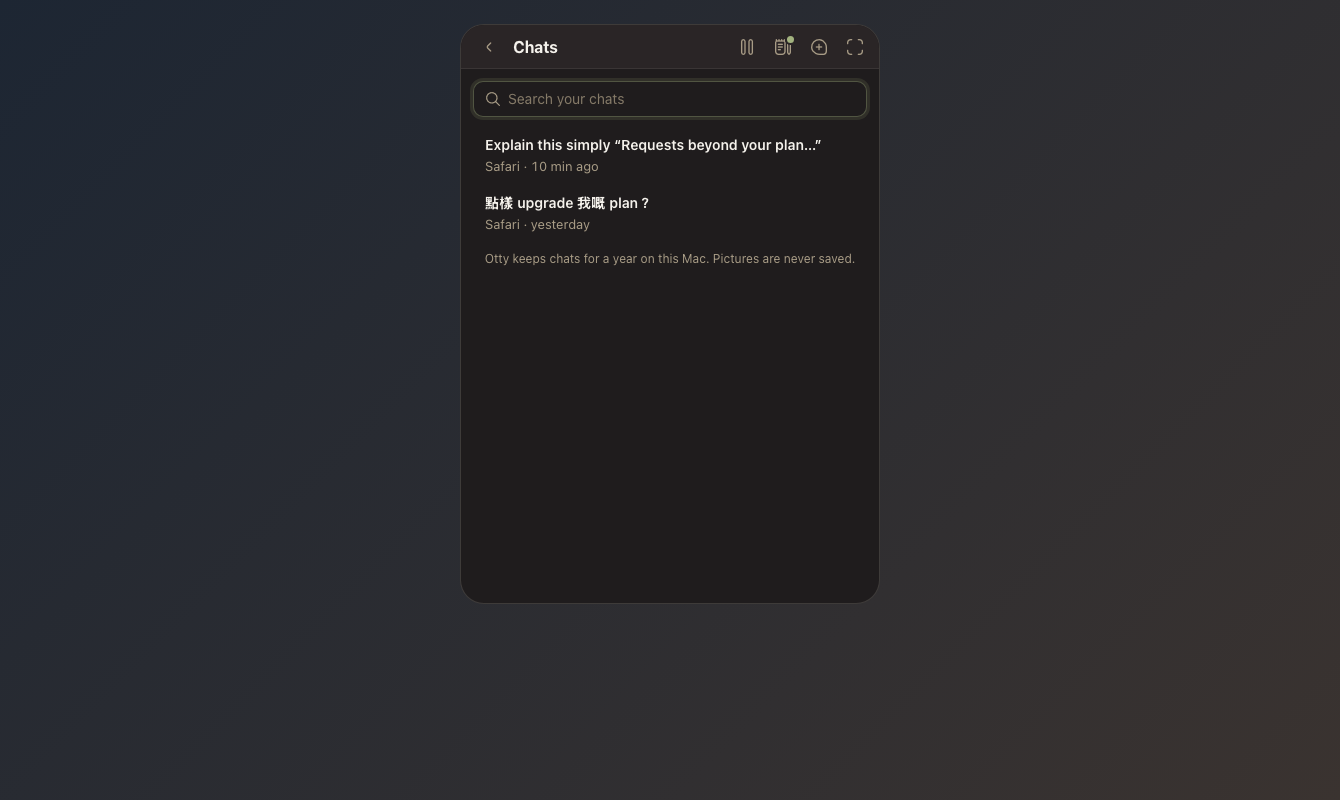 Chats
Search your chats
Explain this simply “Requests beyond your plan…”
Safari · 10 min ago
點樣 upgrade 我嘅 plan ?
Safari · yesterday
Otty keeps chats for a year on this Mac. Pictures are never saved.